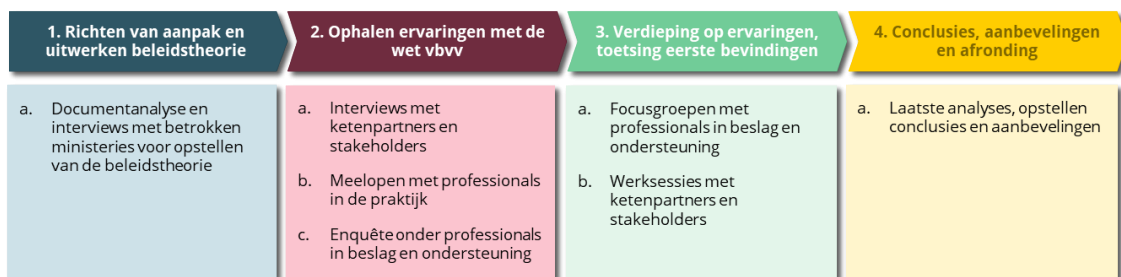 1. Richten van aanpak en
uitwerken beleidstheorie
2. Ophalen ervaringen met de
wet vbvv
3. Verdieping op ervaringen,
toetsing eerste bevindingen
4. Conclusies, aanbevelingen
en afronding
a. Documentanalyse en
interviews met betrokken
ministeries voor opstellen
van de beleidstheorie
a. Interviews met
ketenpartners en
stakeholders
b. Meelopen met professionals
in de praktijk
c. Enquête onder professionals
in beslag en ondersteuning
a. Focusgroepen met
professionals in beslag en
ondersteuning
b. Werksessies met
ketenpartners en
stakeholders
a. Laatste analyses, opstellen
conclusies en aanbevelingen